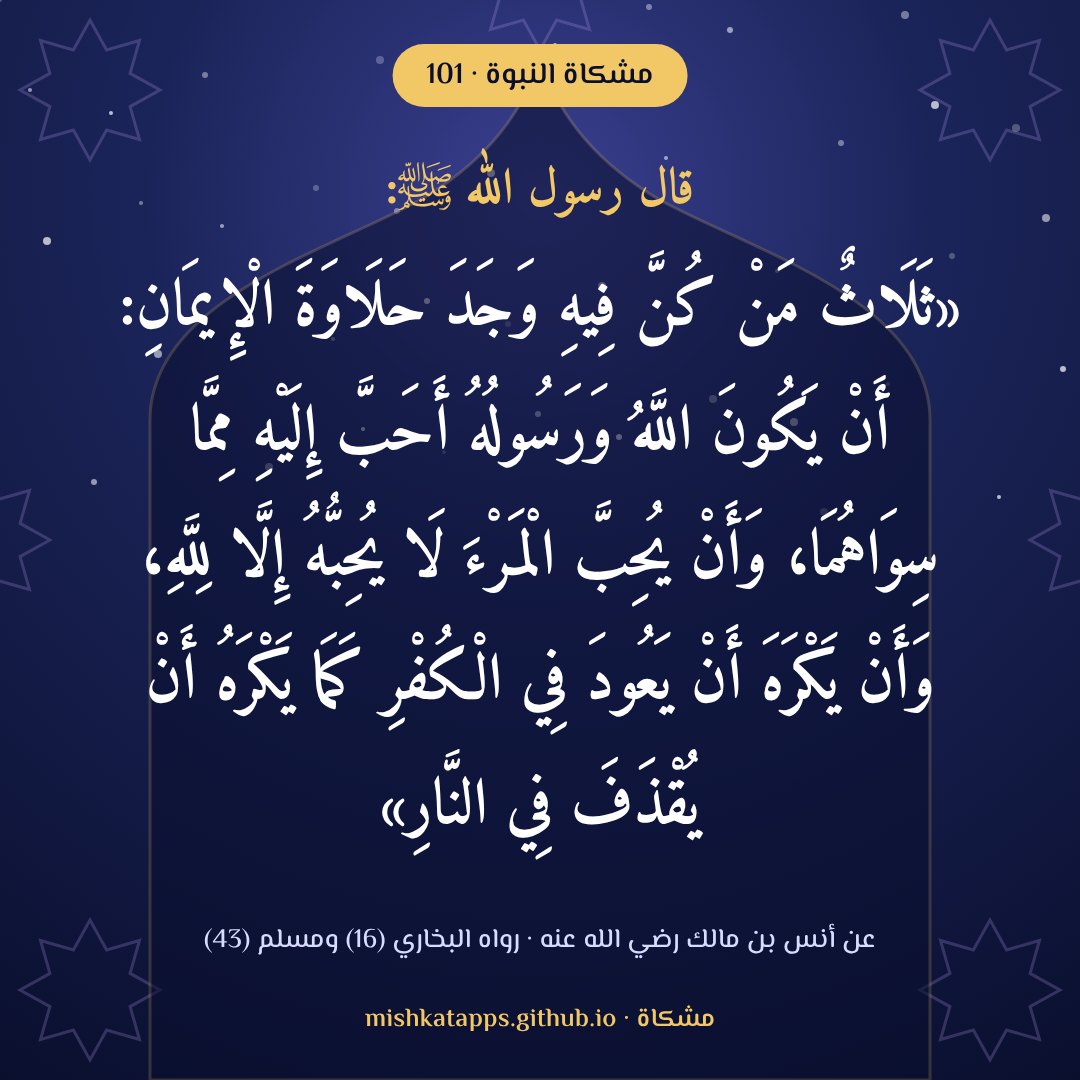 مشكاة النبوة · 101
قال رسول الله ﷺ:
«ثَلَاثٌ مَنْ كُنَّ فِيهِ وَجَدَ حَلَاوَةَ الْإِيمَانِ:
أَنْ يَكُونَ اللَّهُ وَرَسُولُهُ أَحَبَّ إِلَيْهِ مِمَّا
سِوَاهُمَا، وَأَنْ يُحِبَّ الْمَرْءَ لَا يُحِبُّهُ إِلَّا لِلَّهِ،
وَأَنْ يَكْرَهَ أَنْ يَعُودَ فِي الْكُفْرِ كَمَا يَكْرَهُ أَنْ
يُقْذَفَ فِي النَّارِ»
عن أنس بن مالك رضي الله عنه · رواه البخاري (16) ومسلم (43)
مشكاة · mishkatapps.github.io